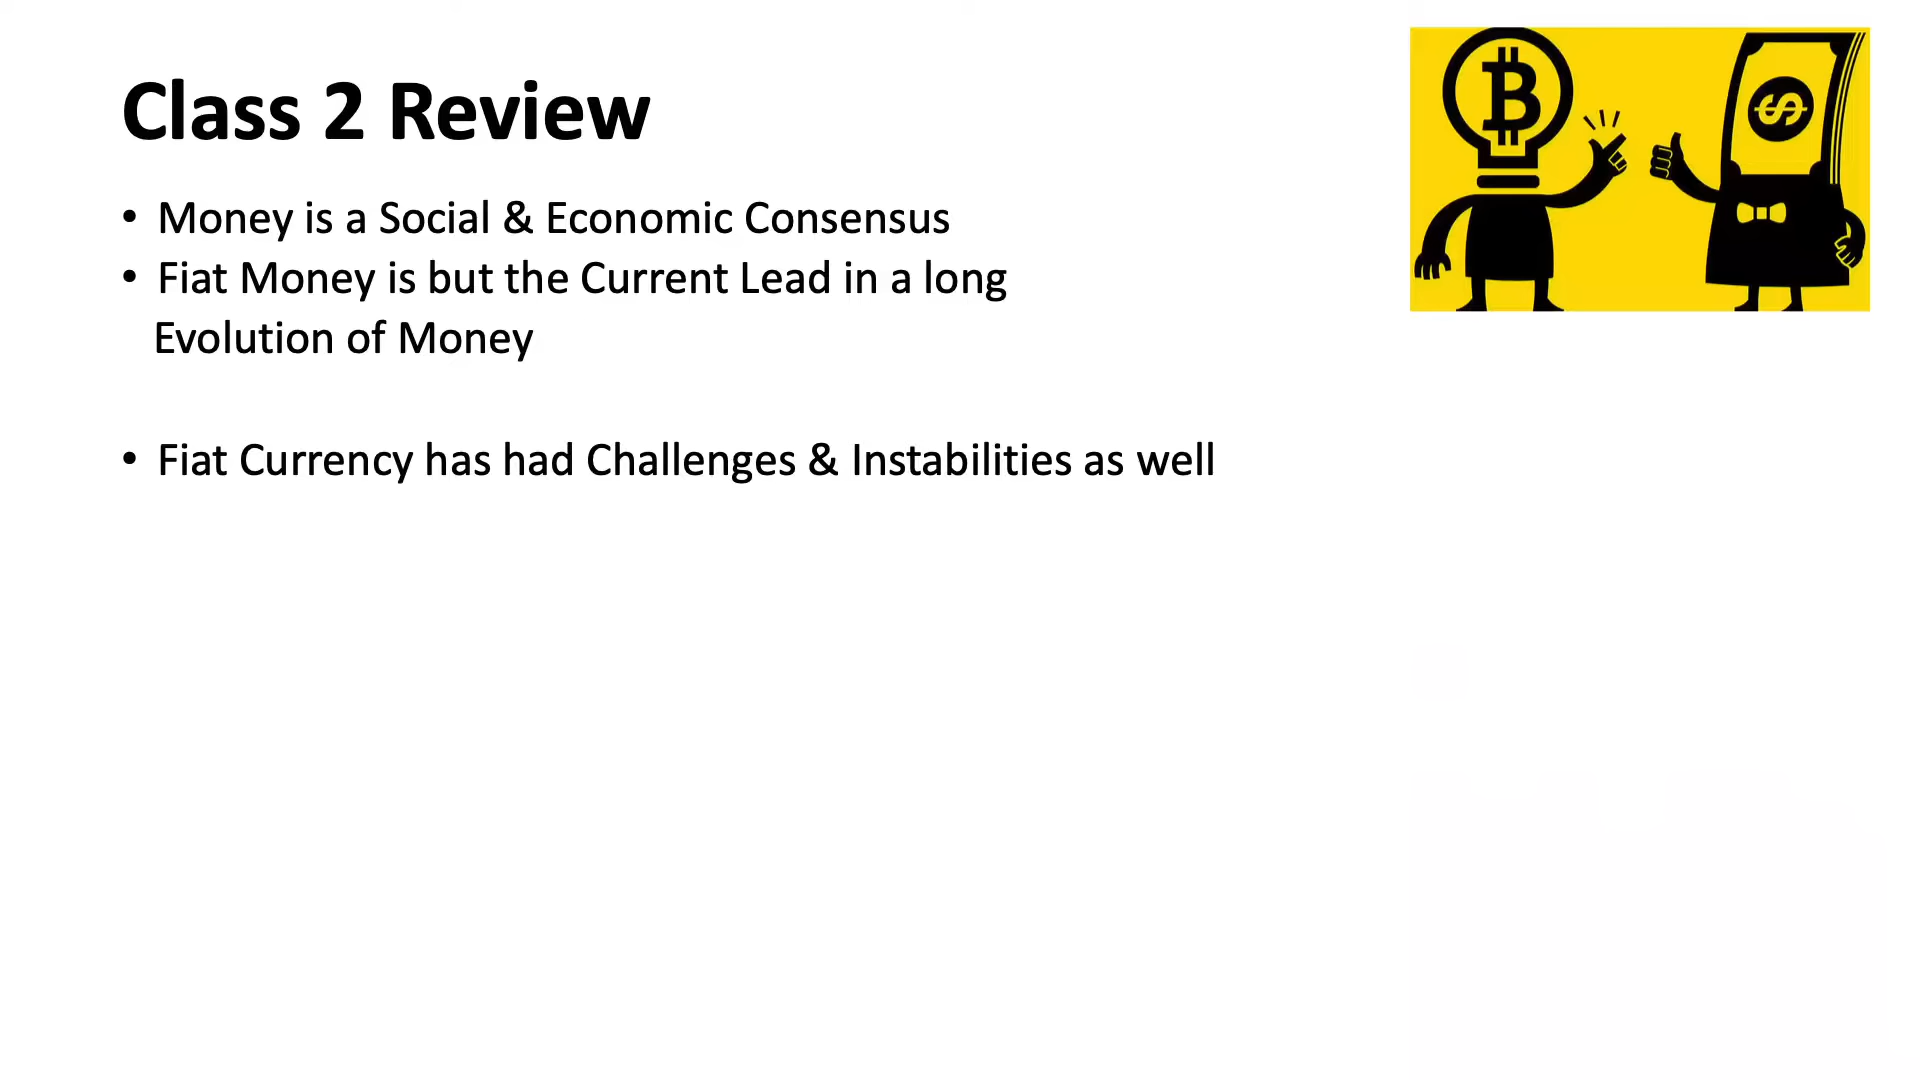 Class 2 Review
• Money is a Social & Economic Consensus
• Fiat Money is but the Current Lead in a long
Evolution of Money
• Fiat Currency has had Challenges & Instabilities as well